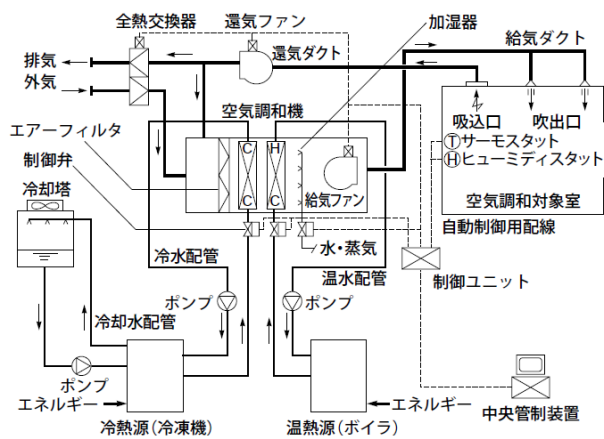 全熱交換器
還気ファン
加湿器
給気ダクト
排気
外気
還気ダクト
空気調和機
エアーフィルタ
制御弁
冷却塔
C
H
C
C
給気ファン
吸込口
吹出口
Tサーモスタット
Hヒューミディスタット
空気調和対象室
自動制御用配線
水・蒸気
冷水配管
温水配管
制御ユニット
ポンプ
ポンプ
冷却水配管
ポンプ
エネルギー
エネルギー
冷熱源(冷凍機)
温熱源(ボイラ)
中央管制装置